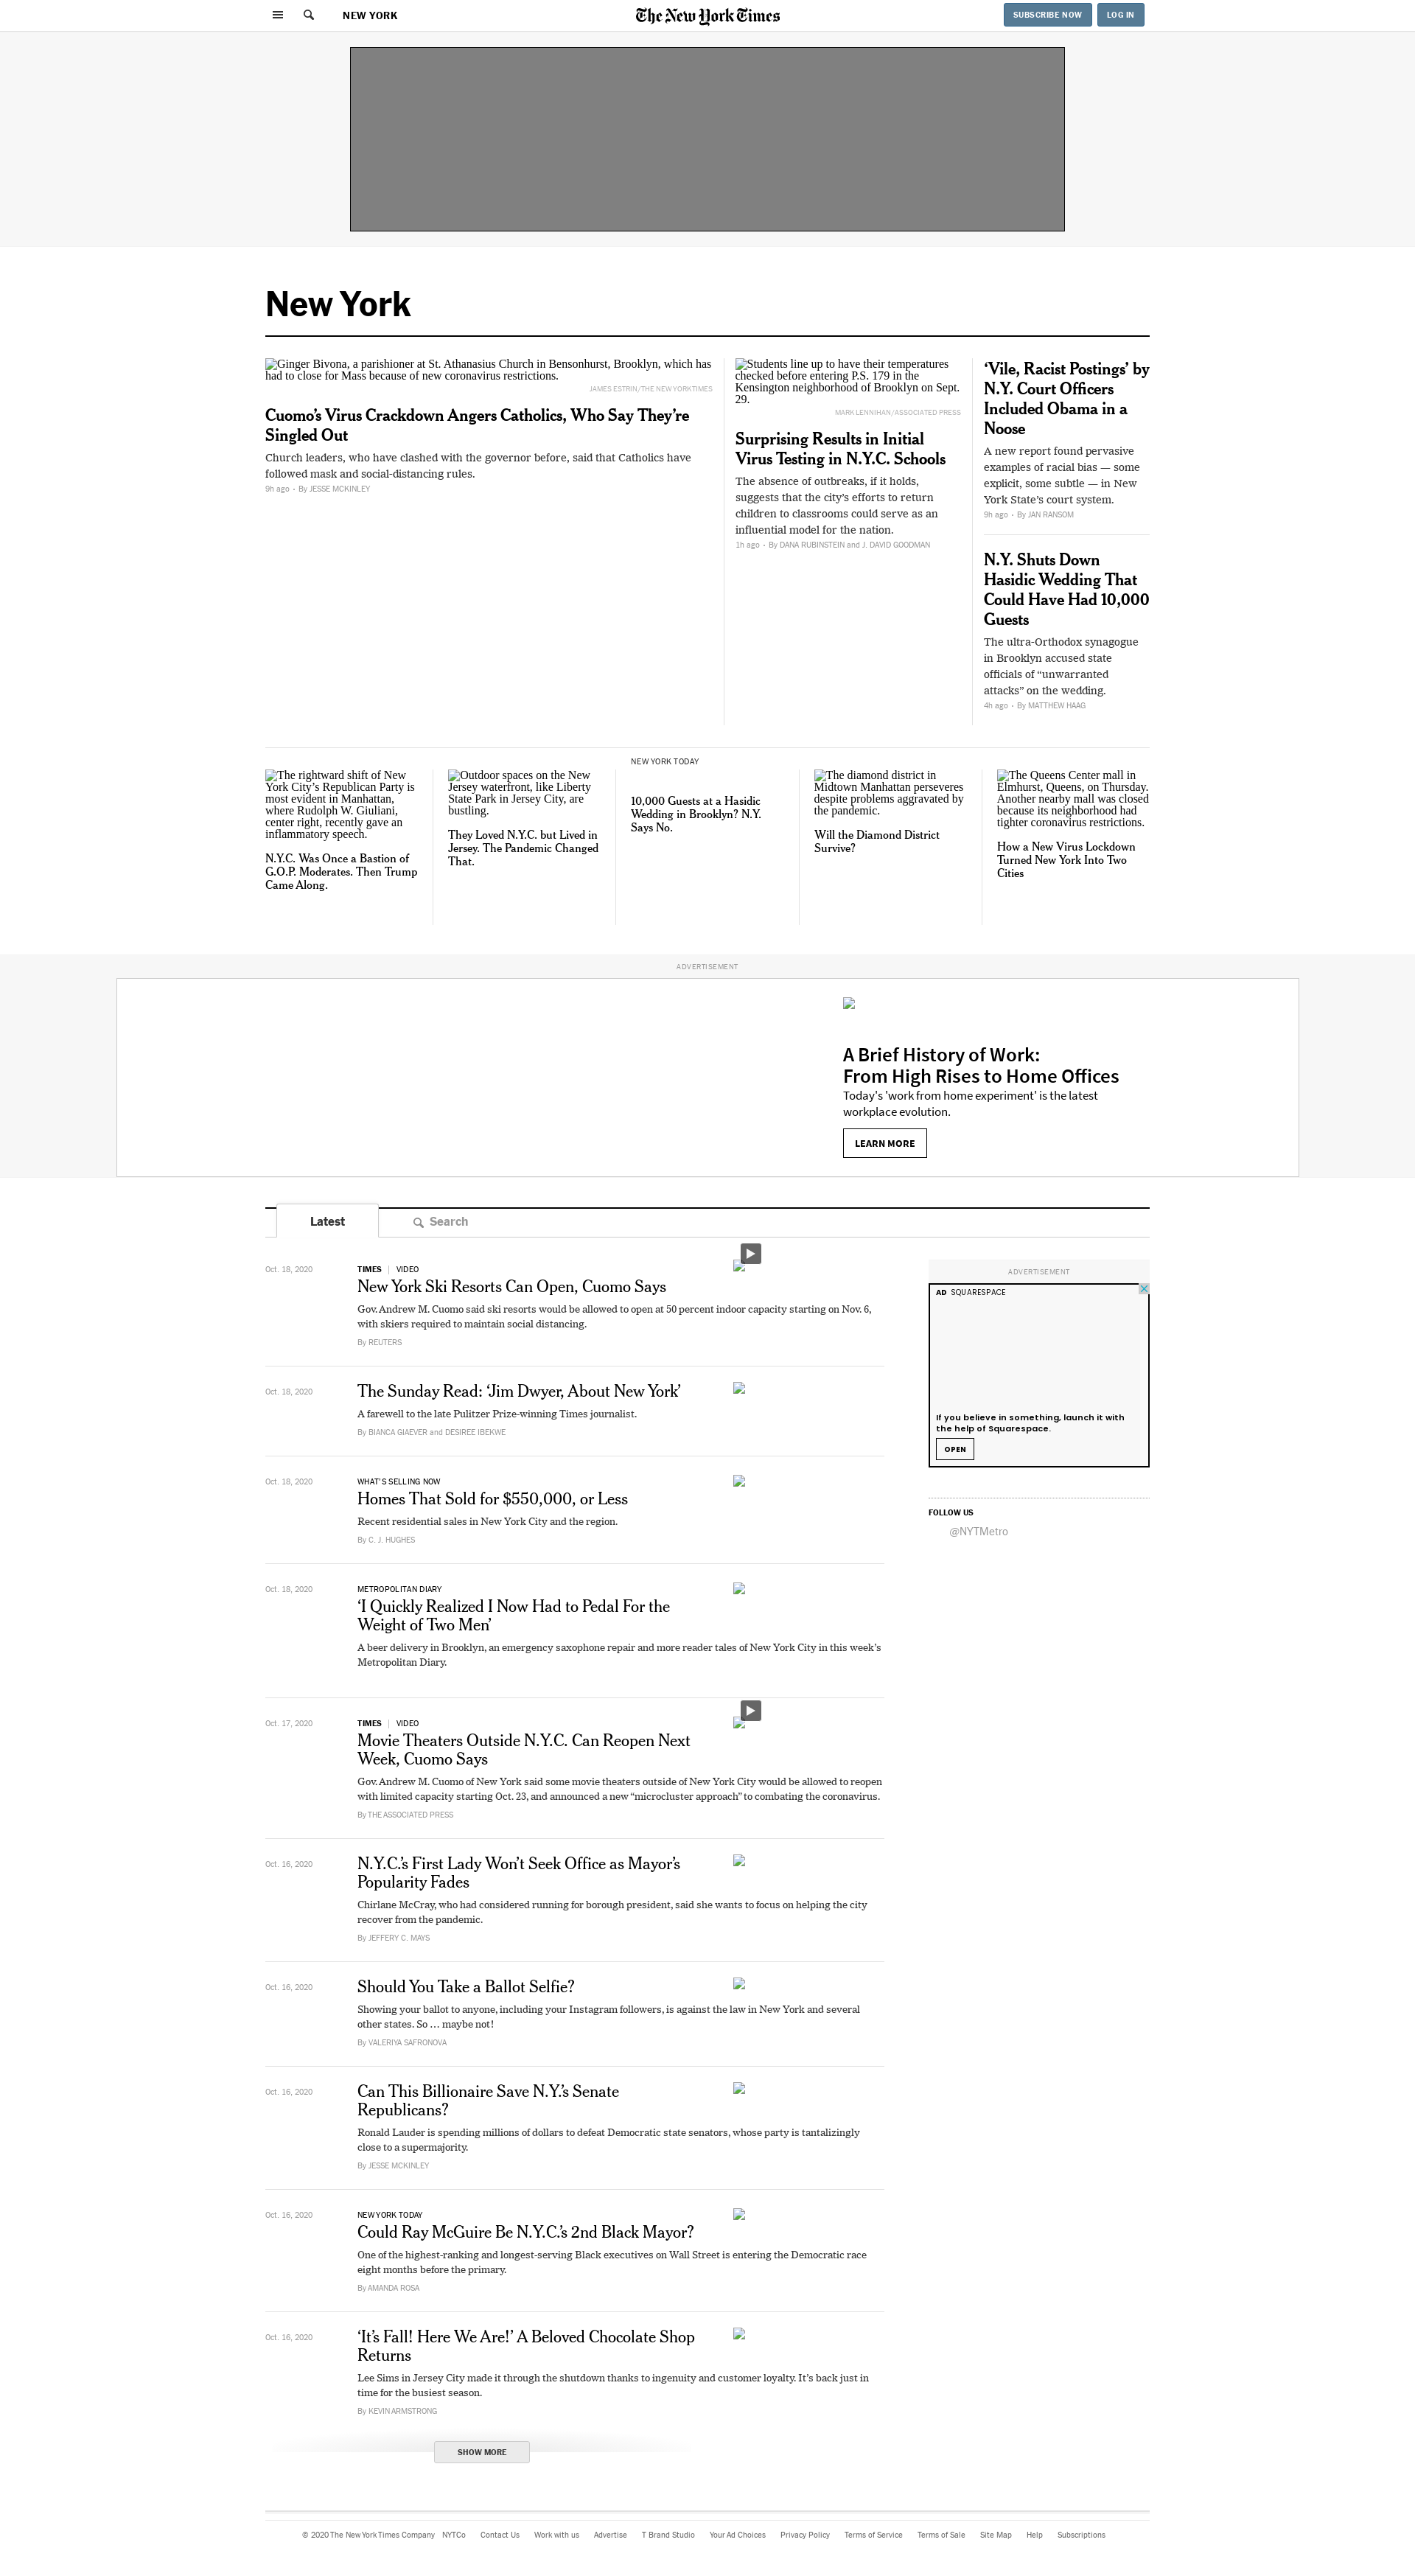 NEW YORK
The New York Times
SUBSCRIBE NOW
LOG IN
New York
Ginger Bivona, a parishioner at St. Athanasius Church in Bensonhurst, Brooklyn, which has
had to close for Mass because of new coronavirus restrictions.
JAMES ESTRIN/THE NEW YORK TIMES
Cuomo’s Virus Crackdown Angers Catholics, Who Say They’re
Singled Out
Church leaders, who have clashed with the governor before, said that Catholics have
followed mask and social-distancing rules.
9h ago • By JESSE MCKINLEY
Students line up to have their temperatures
checked before entering P.S. 179 in the
Kensington neighborhood of Brooklyn on Sept.
29.
MARK LENNIHAN/ASSOCIATED PRESS
Surprising Results in Initial
Virus Testing in N.Y.C. Schools
The absence of outbreaks, if it holds,
suggests that the city’s efforts to return
children to classrooms could serve as an
influential model for the nation.
1h ago • By DANA RUBINSTEIN and J. DAVID GOODMAN
‘Vile, Racist Postings’ by
N.Y. Court Officers
Included Obama in a
Noose
A new report found pervasive
examples of racial bias — some
explicit, some subtle — in New
York State’s court system.
9h ago • By JAN RANSOM
N.Y. Shuts Down
Hasidic Wedding That
Could Have Had 10,000
Guests
The ultra-Orthodox synagogue
in Brooklyn accused state
officials of “unwarranted
attacks” on the wedding.
4h ago • By MATTHEW HAAG
The rightward shift of New
York City’s Republican Party is
most evident in Manhattan,
where Rudolph W. Giuliani,
center right, recently gave an
inflammatory speech.
N.Y.C. Was Once a Bastion of
G.O.P. Moderates. Then Trump
Came Along.
Outdoor spaces on the New
Jersey waterfront, like Liberty
State Park in Jersey City, are
bustling.
They Loved N.Y.C. but Lived in
Jersey. The Pandemic Changed
That.
NEW YORK TODAY
10,000 Guests at a Hasidic
Wedding in Brooklyn? N.Y.
Says No.
The diamond district in
Midtown Manhattan perseveres
despite problems aggravated by
the pandemic.
Will the Diamond District
Survive?
The Queens Center mall in
Elmhurst, Queens, on Thursday.
Another nearby mall was closed
because its neighborhood had
tighter coronavirus restrictions.
How a New Virus Lockdown
Turned New York Into Two
Cities
ADVERTISEMENT
A Brief History of Work:
From High Rises to Home Offices
Today's 'work from home experiment' is the latest
workplace evolution.
LEARN MORE
Latest
Search
Oct. 18, 2020
TIMES | VIDEO
New York Ski Resorts Can Open, Cuomo Says
Gov. Andrew M. Cuomo said ski resorts would be allowed to open at 50 percent indoor capacity starting on Nov. 6,
with skiers required to maintain social distancing.
By REUTERS
Oct. 18, 2020
The Sunday Read: ‘Jim Dwyer, About New York’
A farewell to the late Pulitzer Prize-winning Times journalist.
By BIANCA GIAEVER and DESIREE IBEKWE
Oct. 18, 2020
WHAT'S SELLING NOW
Homes That Sold for $550,000, or Less
Recent residential sales in New York City and the region.
By C. J. HUGHES
Oct. 18, 2020
METROPOLITAN DIARY
‘I Quickly Realized I Now Had to Pedal For the
Weight of Two Men’
A beer delivery in Brooklyn, an emergency saxophone repair and more reader tales of New York City in this week’s
Metropolitan Diary.
Oct. 17, 2020
TIMES | VIDEO
Movie Theaters Outside N.Y.C. Can Reopen Next
Week, Cuomo Says
Gov. Andrew M. Cuomo of New York said some movie theaters outside of New York City would be allowed to reopen
with limited capacity starting Oct. 23, and announced a new “microcluster approach” to combating the coronavirus.
By THE ASSOCIATED PRESS
Oct. 16, 2020
N.Y.C.’s First Lady Won’t Seek Office as Mayor’s
Popularity Fades
Chirlane McCray, who had considered running for borough president, said she wants to focus on helping the city
recover from the pandemic.
By JEFFERY C. MAYS
Oct. 16, 2020
Should You Take a Ballot Selfie?
Showing your ballot to anyone, including your Instagram followers, is against the law in New York and several
other states. So … maybe not!
By VALERIYA SAFRONOVA
Oct. 16, 2020
Can This Billionaire Save N.Y.’s Senate
Republicans?
Ronald Lauder is spending millions of dollars to defeat Democratic state senators, whose party is tantalizingly
close to a supermajority.
By JESSE MCKINLEY
Oct. 16, 2020
NEW YORK TODAY
Could Ray McGuire Be N.Y.C.’s 2nd Black Mayor?
One of the highest-ranking and longest-serving Black executives on Wall Street is entering the Democratic race
eight months before the primary.
By AMANDA ROSA
Oct. 16, 2020
‘It’s Fall! Here We Are!’ A Beloved Chocolate Shop
Returns
Lee Sims in Jersey City made it through the shutdown thanks to ingenuity and customer loyalty. It’s back just in
time for the busiest season.
By KEVIN ARMSTRONG
SHOW MORE
ADVERTISEMENT
AD SQUARESPACE
If you believe in something, launch it with
the help of Squarespace.
OPEN
FOLLOW US
@NYTMetro
© 2020 The New York Times Company NYTCo Contact Us Work with us Advertise T Brand Studio Your Ad Choices Privacy Policy Terms of Service Terms of Sale Site Map Help Subscriptions